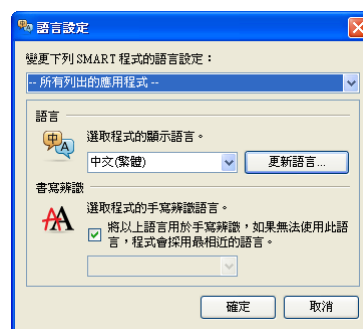 語言設定
變更下列 SMART 程式的語言設定：
-- 所有列出的應用程式 --
語言
選取程式的顯示語言。
中文(繁體)
更新語言...
書寫辨識
選取程式的手寫辨識語言。
將以上語言用於手寫辨識，如果無法使用此語
言，程式會採用最相近的語言。
確定
取消